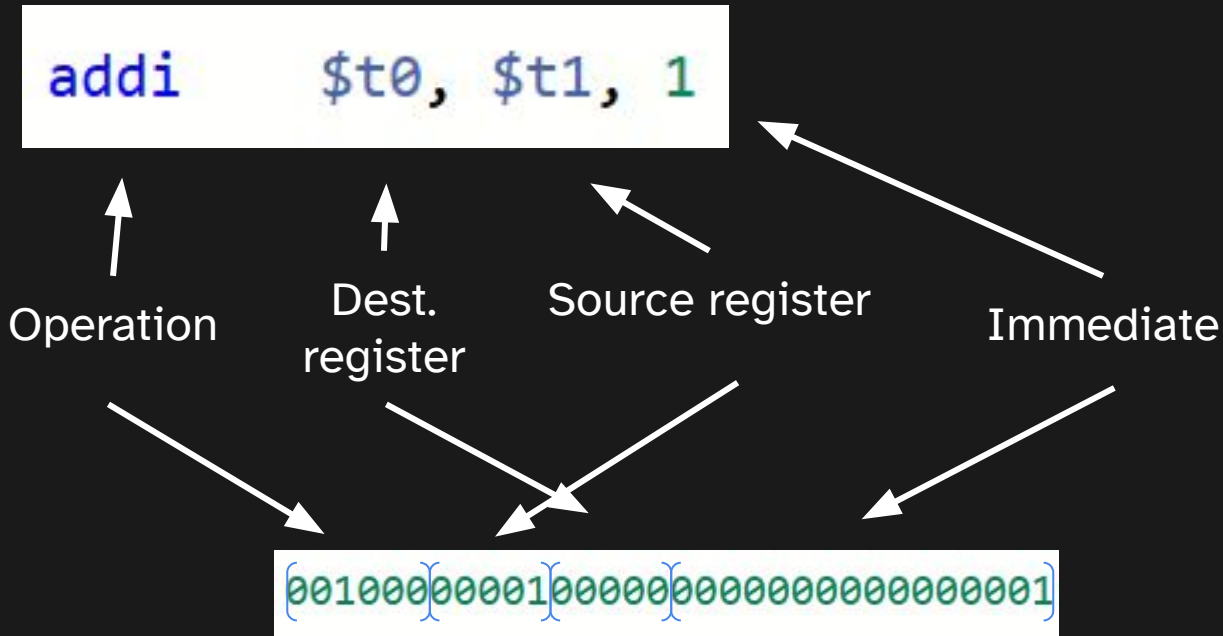 addi $t0, $t1, 1
Operation
Dest.
register
Source register
Immediate
00100000001000000000000000000001